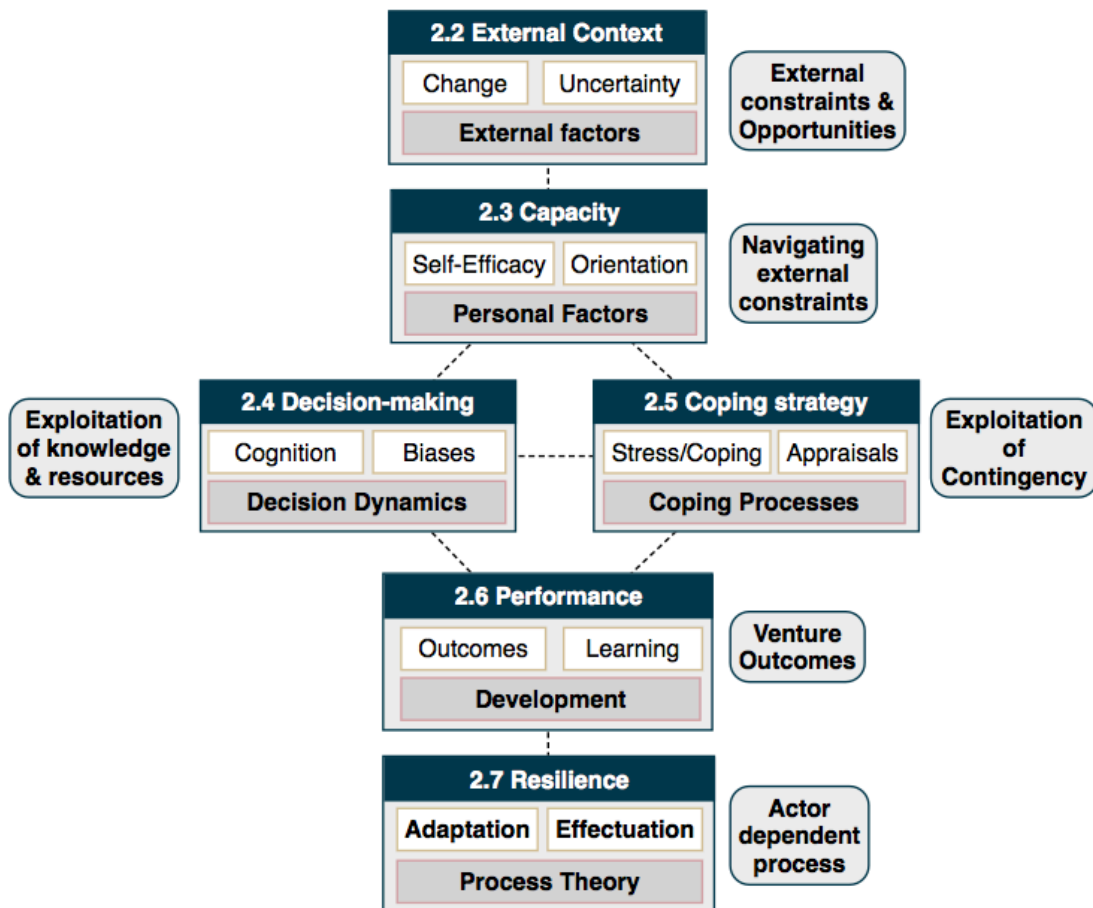 2.2 External Context
Change
Uncertainty
External factors
External
constraints &
Opportunities
2.3 Capacity
Self-Efficacy
Orientation
Personal Factors
Navigating
external
constraints
Exploitation
of knowledge
& resources
2.4 Decision-making
Cognition
Biases
Decision Dynamics
2.5 Coping strategy
Stress/Coping
Appraisals
Coping Processes
Exploitation
of
Contingency
2.6 Performance
Outcomes
Learning
Development
Venture
Outcomes
2.7 Resilience
Adaptation
Effectuation
Process Theory
Actor
dependent
process